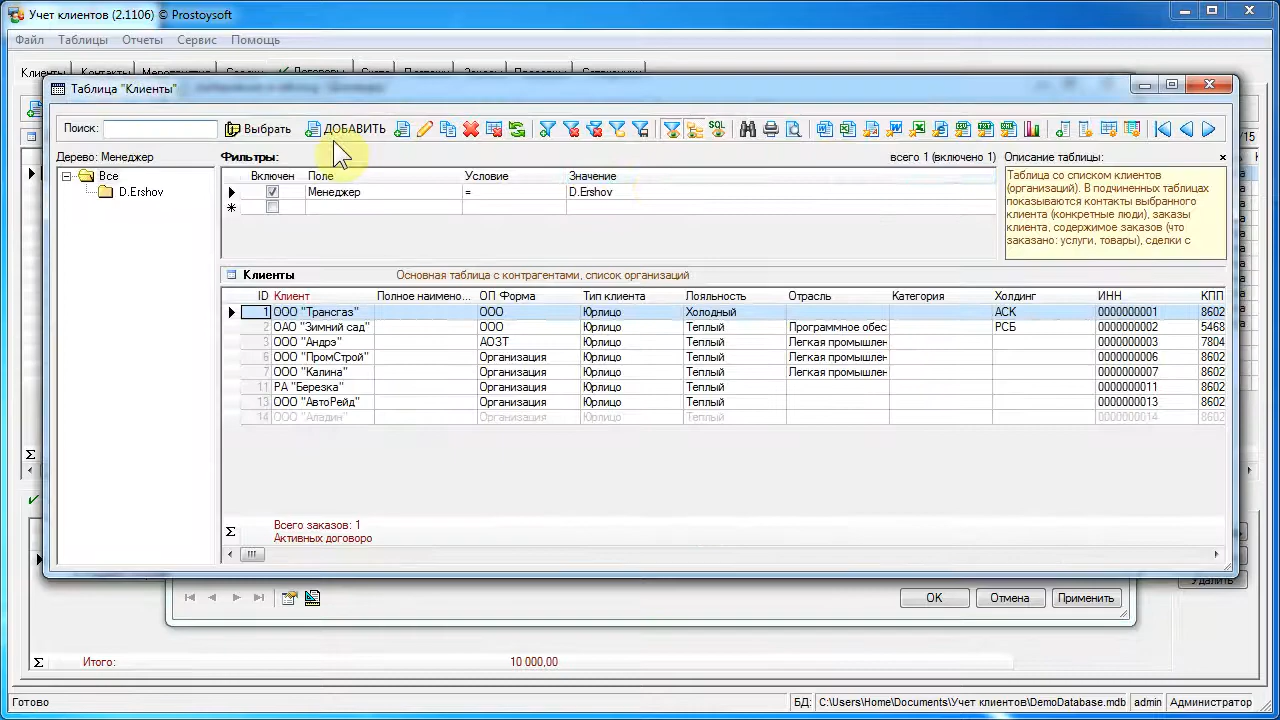 Учет клиентов (2.1106) © Prostoysoft
Файл Таблицы Отчеты Сервис Помощь
Таблица "Клиенты"
Поиск: Выбрать ДОБАВИТЬ SQL
/15
Дерево: Менеджер Фильтры: всего 1 (включено 1) Описание таблицы:
Все
D.Ershov
Включен Поле Условие Значение
Менеджер = D.Ershov
Таблица со списком клиентов
(организаций). В подчиненных таблицах
показываются контакты выбранного
клиента (конкретные люди), заказы
клиента, содержимое заказов (что
заказано: услуги, товары), сделки с
Клиенты Основная таблица с контрагентами, список организаций
ID Клиент Полное наимено... ОП Форма Тип клиента Лояльность Отрасль Категория Холдинг ИНН КПП
1 ООО "Трансгаз" ООО Юрлицо Холодный АСК 0000000001 8602
2 ОАО "Зимний сад" ООО Юрлицо Теплый Программное обес РСБ 0000000002 5468
3 ООО "Андрэ" АОЗТ Юрлицо Теплый Легкая промышлен 0000000003 7804
6 ООО "ПромСтрой" Организация Юрлицо Теплый Легкая промышлен 0000000006 8602
7 ООО "Калина" Организация Юрлицо Теплый Легкая промышлен 0000000007 8602
11 РА "Березка" Организация Юрлицо Теплый 0000000011 8602
13 ООО "АвтоРейд" Организация Юрлицо Теплый 0000000013 8602
14 ООО "Аладин" Организация Юрлицо Теплый 0000000014 8602
Σ Всего заказов: 1
Активных договоро
Удалить
OK Отмена Применить
Σ Итого: 10 000,00
Готово БД: C:\Users\Home\Documents\Учет клиентов\DemoDatabase.mdb admin Администратор